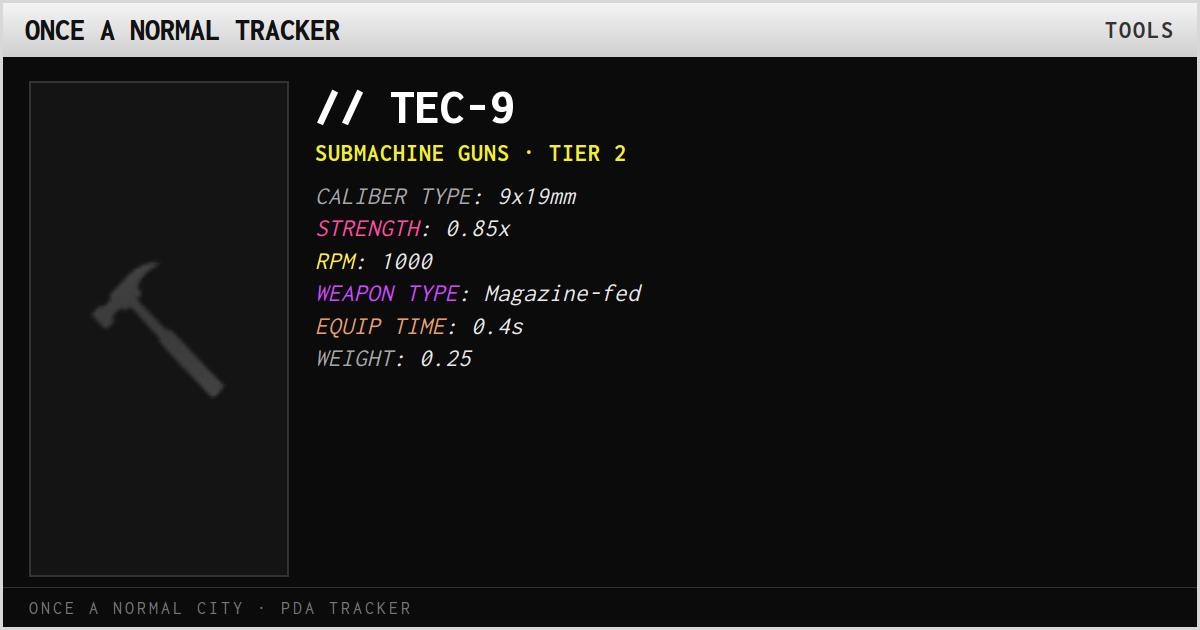 ONCE A NORMAL TRACKER
TOOLS
// TEC-9
SUBMACHINE GUNS · TIER 2
CALIBER TYPE: 9x19mm
STRENGTH: 0.85x
RPM: 1000
WEAPON TYPE: Magazine-fed
EQUIP TIME: 0.4s
WEIGHT: 0.25
ONCE A NORMAL CITY · PDA TRACKER